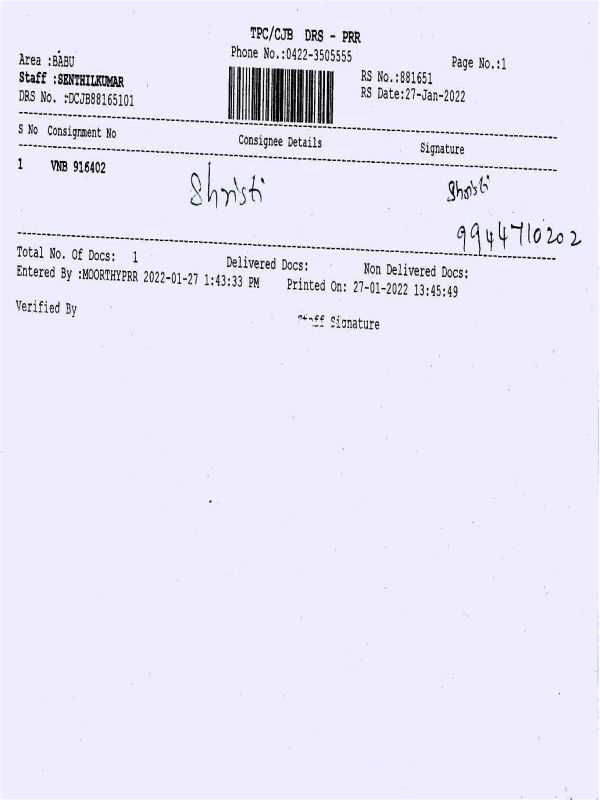 TPC/CJB DRS - PRR
Phone No.:0422-3505555
Area :BABU
Page No.:1
Staff :SENTHILKUMAR
RS No.:881651
DRS No. :DCJB88165101
RS Date:27-Jan-2022
S No Consignment No Consignee Details Signature
1 VNB 916402 Shristi Shristi
9944710202
Total No. Of Docs: 1 Delivered Docs: Non Delivered Docs:
Entered By :MOORTHYPRR 2022-01-27 1:43:33 PM Printed On: 27-01-2022 13:45:49
Verified By
Staff Signature